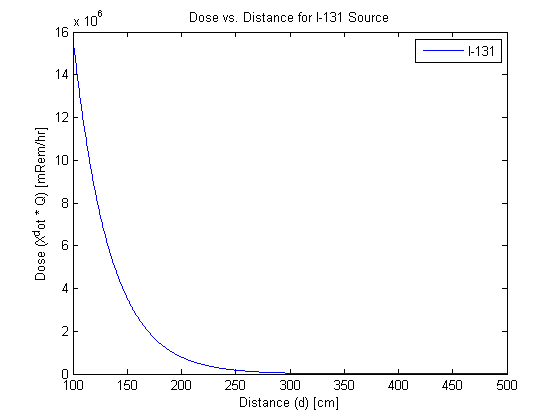 Dose vs. Distance for I-131 Source
x 10^6
I-131
16
14
12
10
8
6
4
2
0
Dose (X^dot * Q) [mRem/hr]
100 150 200 250 300 350 400 450 500
Distance (d) [cm]